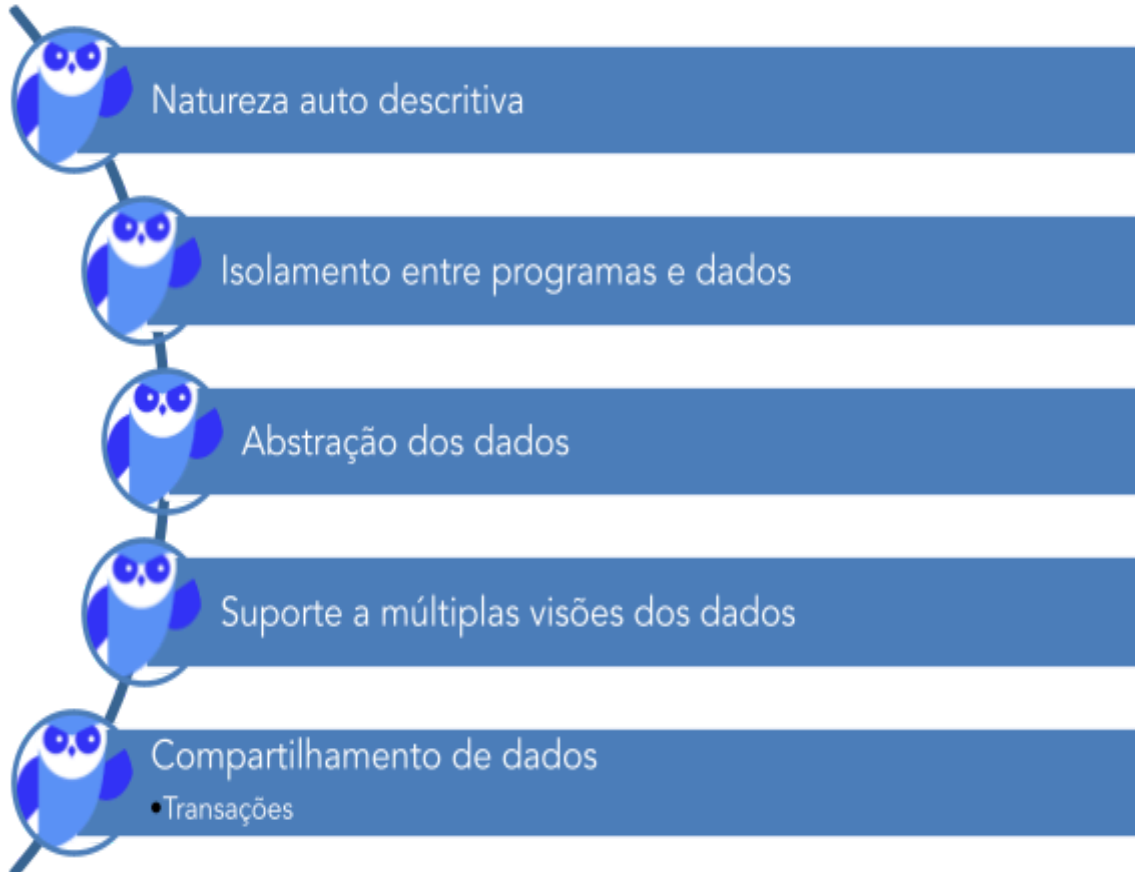 Natureza auto descritiva
Isolamento entre programas e dados
Abstração dos dados
Suporte a múltiplas visões dos dados
Compartilhamento de dados
•Transações